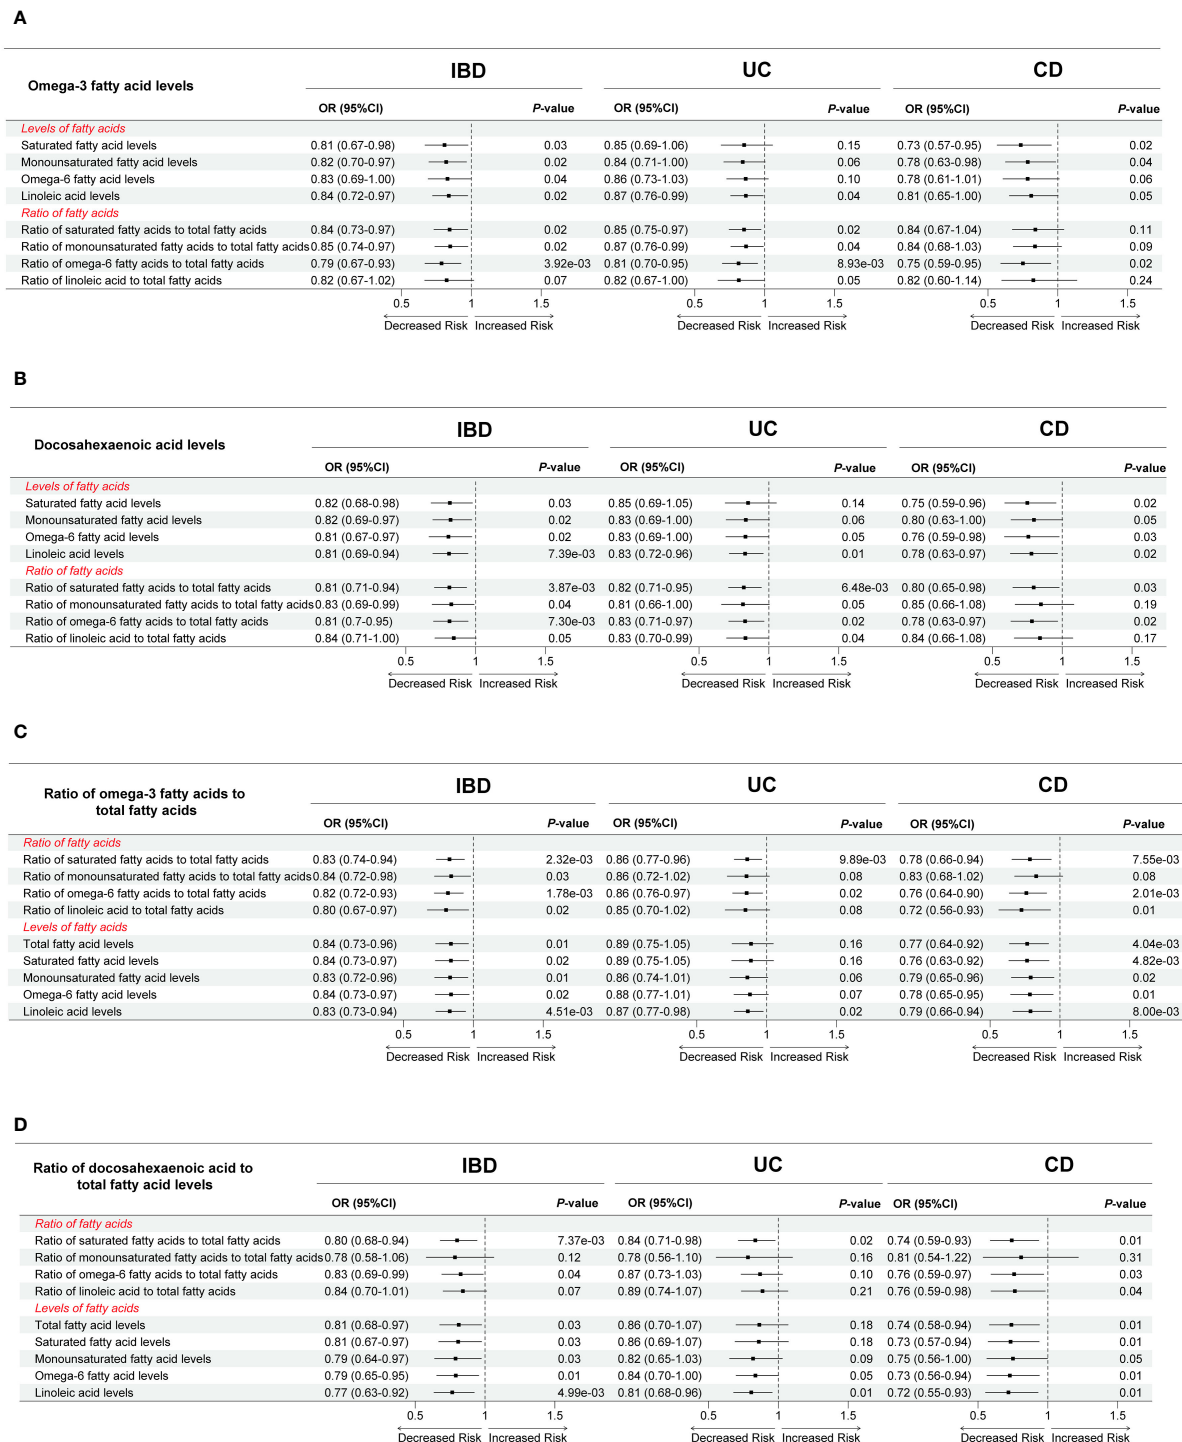 A
Omega-3 fatty acid levels IBD UC CD
OR (95%CI) P-value OR (95%CI) P-value OR (95%CI) P-value
Levels of fatty acids
Saturated fatty acid levels 0.81 (0.67-0.98) 0.03 0.85 (0.69-1.06) 0.15 0.73 (0.57-0.95) 0.02
Monounsaturated fatty acid levels 0.82 (0.70-0.97) 0.02 0.84 (0.71-1.00) 0.06 0.78 (0.63-0.98) 0.04
Omega-6 fatty acid levels 0.83 (0.69-1.00) 0.04 0.86 (0.73-1.03) 0.10 0.78 (0.61-1.01) 0.06
Linoleic acid levels 0.84 (0.72-0.97) 0.02 0.87 (0.76-0.99) 0.04 0.81 (0.65-1.00) 0.05
Ratio of fatty acids
Ratio of saturated fatty acids to total fatty acids 0.84 (0.73-0.97) 0.02 0.85 (0.75-0.97) 0.02 0.84 (0.67-1.04) 0.11
Ratio of monounsaturated fatty acids to total fatty acids 0.85 (0.74-0.97) 0.02 0.87 (0.76-0.99) 0.04 0.84 (0.68-1.03) 0.09
Ratio of omega-6 fatty acids to total fatty acids 0.79 (0.67-0.93) 3.92e-03 0.81 (0.70-0.95) 8.93e-03 0.75 (0.59-0.95) 0.02
Ratio of linoleic acid to total fatty acids 0.82 (0.67-1.02) 0.07 0.82 (0.67-1.00) 0.05 0.82 (0.60-1.14) 0.24
0.5 1 1.5 0.5 1 1.5 0.5 1 1.5
Decreased Risk Increased Risk Decreased Risk Increased Risk Decreased Risk Increased Risk
B
Docosahexaenoic acid levels IBD UC CD
OR (95%CI) P-value OR (95%CI) P-value OR (95%CI) P-value
Levels of fatty acids
Saturated fatty acid levels 0.82 (0.68-0.98) 0.03 0.85 (0.69-1.05) 0.14 0.75 (0.59-0.96) 0.02
Monounsaturated fatty acid levels 0.82 (0.69-0.97) 0.02 0.83 (0.69-1.00) 0.06 0.80 (0.63-1.00) 0.05
Omega-6 fatty acid levels 0.81 (0.67-0.97) 0.02 0.83 (0.69-1.00) 0.05 0.76 (0.59-0.98) 0.03
Linoleic acid levels 0.81 (0.69-0.94) 7.39e-03 0.83 (0.72-0.96) 0.01 0.78 (0.63-0.97) 0.02
Ratio of fatty acids
Ratio of saturated fatty acids to total fatty acids 0.81 (0.71-0.94) 3.87e-03 0.82 (0.71-0.95) 6.48e-03 0.80 (0.65-0.98) 0.03
Ratio of monounsaturated fatty acids to total fatty acids 0.83 (0.69-0.99) 0.04 0.81 (0.66-1.00) 0.05 0.85 (0.66-1.08) 0.19
Ratio of omega-6 fatty acids to total fatty acids 0.81 (0.7-0.95) 7.30e-03 0.83 (0.71-0.97) 0.02 0.78 (0.63-0.97) 0.02
Ratio of linoleic acid to total fatty acids 0.84 (0.71-1.00) 0.05 0.83 (0.70-0.99) 0.04 0.84 (0.66-1.08) 0.17
0.5 1 1.5 0.5 1 1.5 0.5 1 1.5
Decreased Risk Increased Risk Decreased Risk Increased Risk Decreased Risk Increased Risk
C
Ratio of omega-3 fatty acids to
total fatty acids IBD UC CD
OR (95%CI) P-value OR (95%CI) P-value OR (95%CI) P-value
Ratio of fatty acids
Ratio of saturated fatty acids to total fatty acids 0.83 (0.74-0.94) 2.32e-03 0.86 (0.77-0.96) 9.89e-03 0.78 (0.66-0.94) 7.55e-03
Ratio of monounsaturated fatty acids to total fatty acids 0.84 (0.72-0.98) 0.03 0.86 (0.72-1.02) 0.08 0.83 (0.68-1.02) 0.08
Ratio of omega-6 fatty acids to total fatty acids 0.82 (0.72-0.93) 1.78e-03 0.86 (0.76-0.97) 0.02 0.76 (0.64-0.90) 2.01e-03
Ratio of linoleic acid to total fatty acids 0.80 (0.67-0.97) 0.02 0.85 (0.70-1.02) 0.08 0.72 (0.56-0.93) 0.01
Levels of fatty acids
Total fatty acid levels 0.84 (0.73-0.96) 0.01 0.89 (0.75-1.05) 0.16 0.77 (0.64-0.92) 4.04e-03
Saturated fatty acid levels 0.84 (0.73-0.97) 0.02 0.89 (0.75-1.05) 0.16 0.76 (0.63-0.92) 4.82e-03
Monounsaturated fatty acid levels 0.83 (0.72-0.96) 0.01 0.86 (0.74-1.01) 0.06 0.79 (0.65-0.96) 0.02
Omega-6 fatty acid levels 0.84 (0.73-0.97) 0.02 0.88 (0.77-1.01) 0.07 0.78 (0.65-0.95) 0.01
Linoleic acid levels 0.83 (0.73-0.94) 4.51e-03 0.87 (0.77-0.98) 0.02 0.79 (0.66-0.94) 8.00e-03
0.5 1 1.5 0.5 1 1.5 0.5 1 1.5
Decreased Risk Increased Risk Decreased Risk Increased Risk Decreased Risk Increased Risk
D
Ratio of docosahexaenoic acid to
total fatty acid levels IBD UC CD
OR (95%CI) P-value OR (95%CI) P-value OR (95%CI) P-value
Ratio of fatty acids
Ratio of saturated fatty acids to total fatty acids 0.80 (0.68-0.94) 7.37e-03 0.84 (0.71-0.98) 0.02 0.74 (0.59-0.93) 0.01
Ratio of monounsaturated fatty acids to total fatty acids 0.78 (0.58-1.06) 0.12 0.78 (0.56-1.10) 0.16 0.81 (0.54-1.22) 0.31
Ratio of omega-6 fatty acids to total fatty acids 0.83 (0.69-0.99) 0.04 0.87 (0.73-1.03) 0.10 0.76 (0.59-0.97) 0.03
Ratio of linoleic acid to total fatty acids 0.84 (0.70-1.01) 0.07 0.89 (0.74-1.07) 0.21 0.76 (0.59-0.98) 0.04
Levels of fatty acids
Total fatty acid levels 0.81 (0.68-0.97) 0.03 0.86 (0.70-1.07) 0.18 0.74 (0.58-0.94) 0.01
Saturated fatty acid levels 0.81 (0.67-0.97) 0.03 0.86 (0.69-1.07) 0.18 0.73 (0.57-0.94) 0.01
Monounsaturated fatty acid levels 0.79 (0.64-0.97) 0.03 0.82 (0.65-1.03) 0.09 0.75 (0.56-1.00) 0.05
Omega-6 fatty acid levels 0.79 (0.65-0.95) 0.01 0.84 (0.70-1.00) 0.05 0.73 (0.56-0.94) 0.01
Linoleic acid levels 0.77 (0.63-0.92) 4.99e-03 0.81 (0.68-0.96) 0.01 0.72 (0.55-0.93) 0.01
0.5 1 1.5 0.5 1 1.5 0.5 1 1.5
Decreased Risk Increased Risk Decreased Risk Increased Risk Decreased Risk Increased Risk